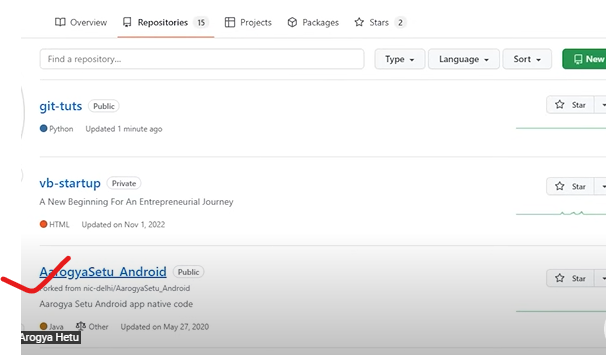 Overview Repositories 15 Projects Packages Stars 2
Find a repository... Type Language Sort New
git-tuts Public Star
Python Updated 1 minute ago
vb-startup Private Star
A New Beginning For An Entrepreneurial Journey
HTML Updated on Nov 1, 2022
AarogyaSetu_Android Public Star
Forked from nic-delhi/AarogyaSetu_Android
Aarogya Setu Android app native code
Java Other Updated on May 27, 2020
Arogya Hetu